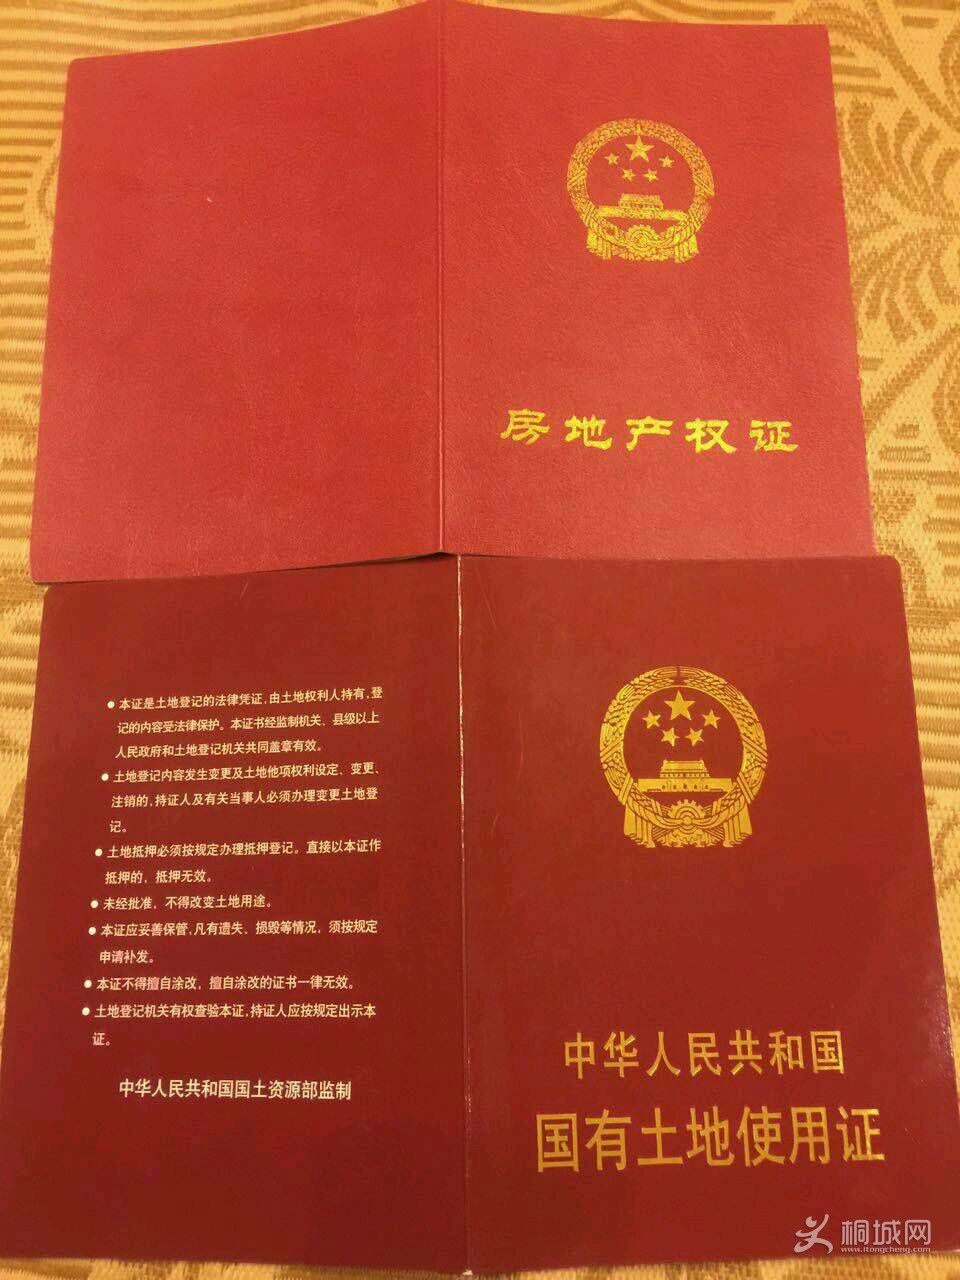 房地产权证
●本证是土地登记的法律凭证,由土地权利人持有,登
记的内容受法律保护。本证书经监制机关、县级以上
人民政府和土地登记机关共同盖章有效。
●土地登记内容发生变更及土地他项权利设定、变更、
注销的,持证人及有关当事人必须办理变更土地登
记。
●土地抵押必须按规定办理抵押登记。直接以本证作
抵押的,抵押无效。
●未经批准,不得改变土地用途。
●本证应妥善保管,凡有遗失、损毁等情况,须按规定
申请补发。
●本证不得擅自涂改,擅自涂改的证书一律无效。
●土地登记机关有权查验本证,持证人应按规定出示本
证。
中华人民共和国国土资源部监制
中华人民共和国
国有土地使用证
桐城网
www.itongcheng.com